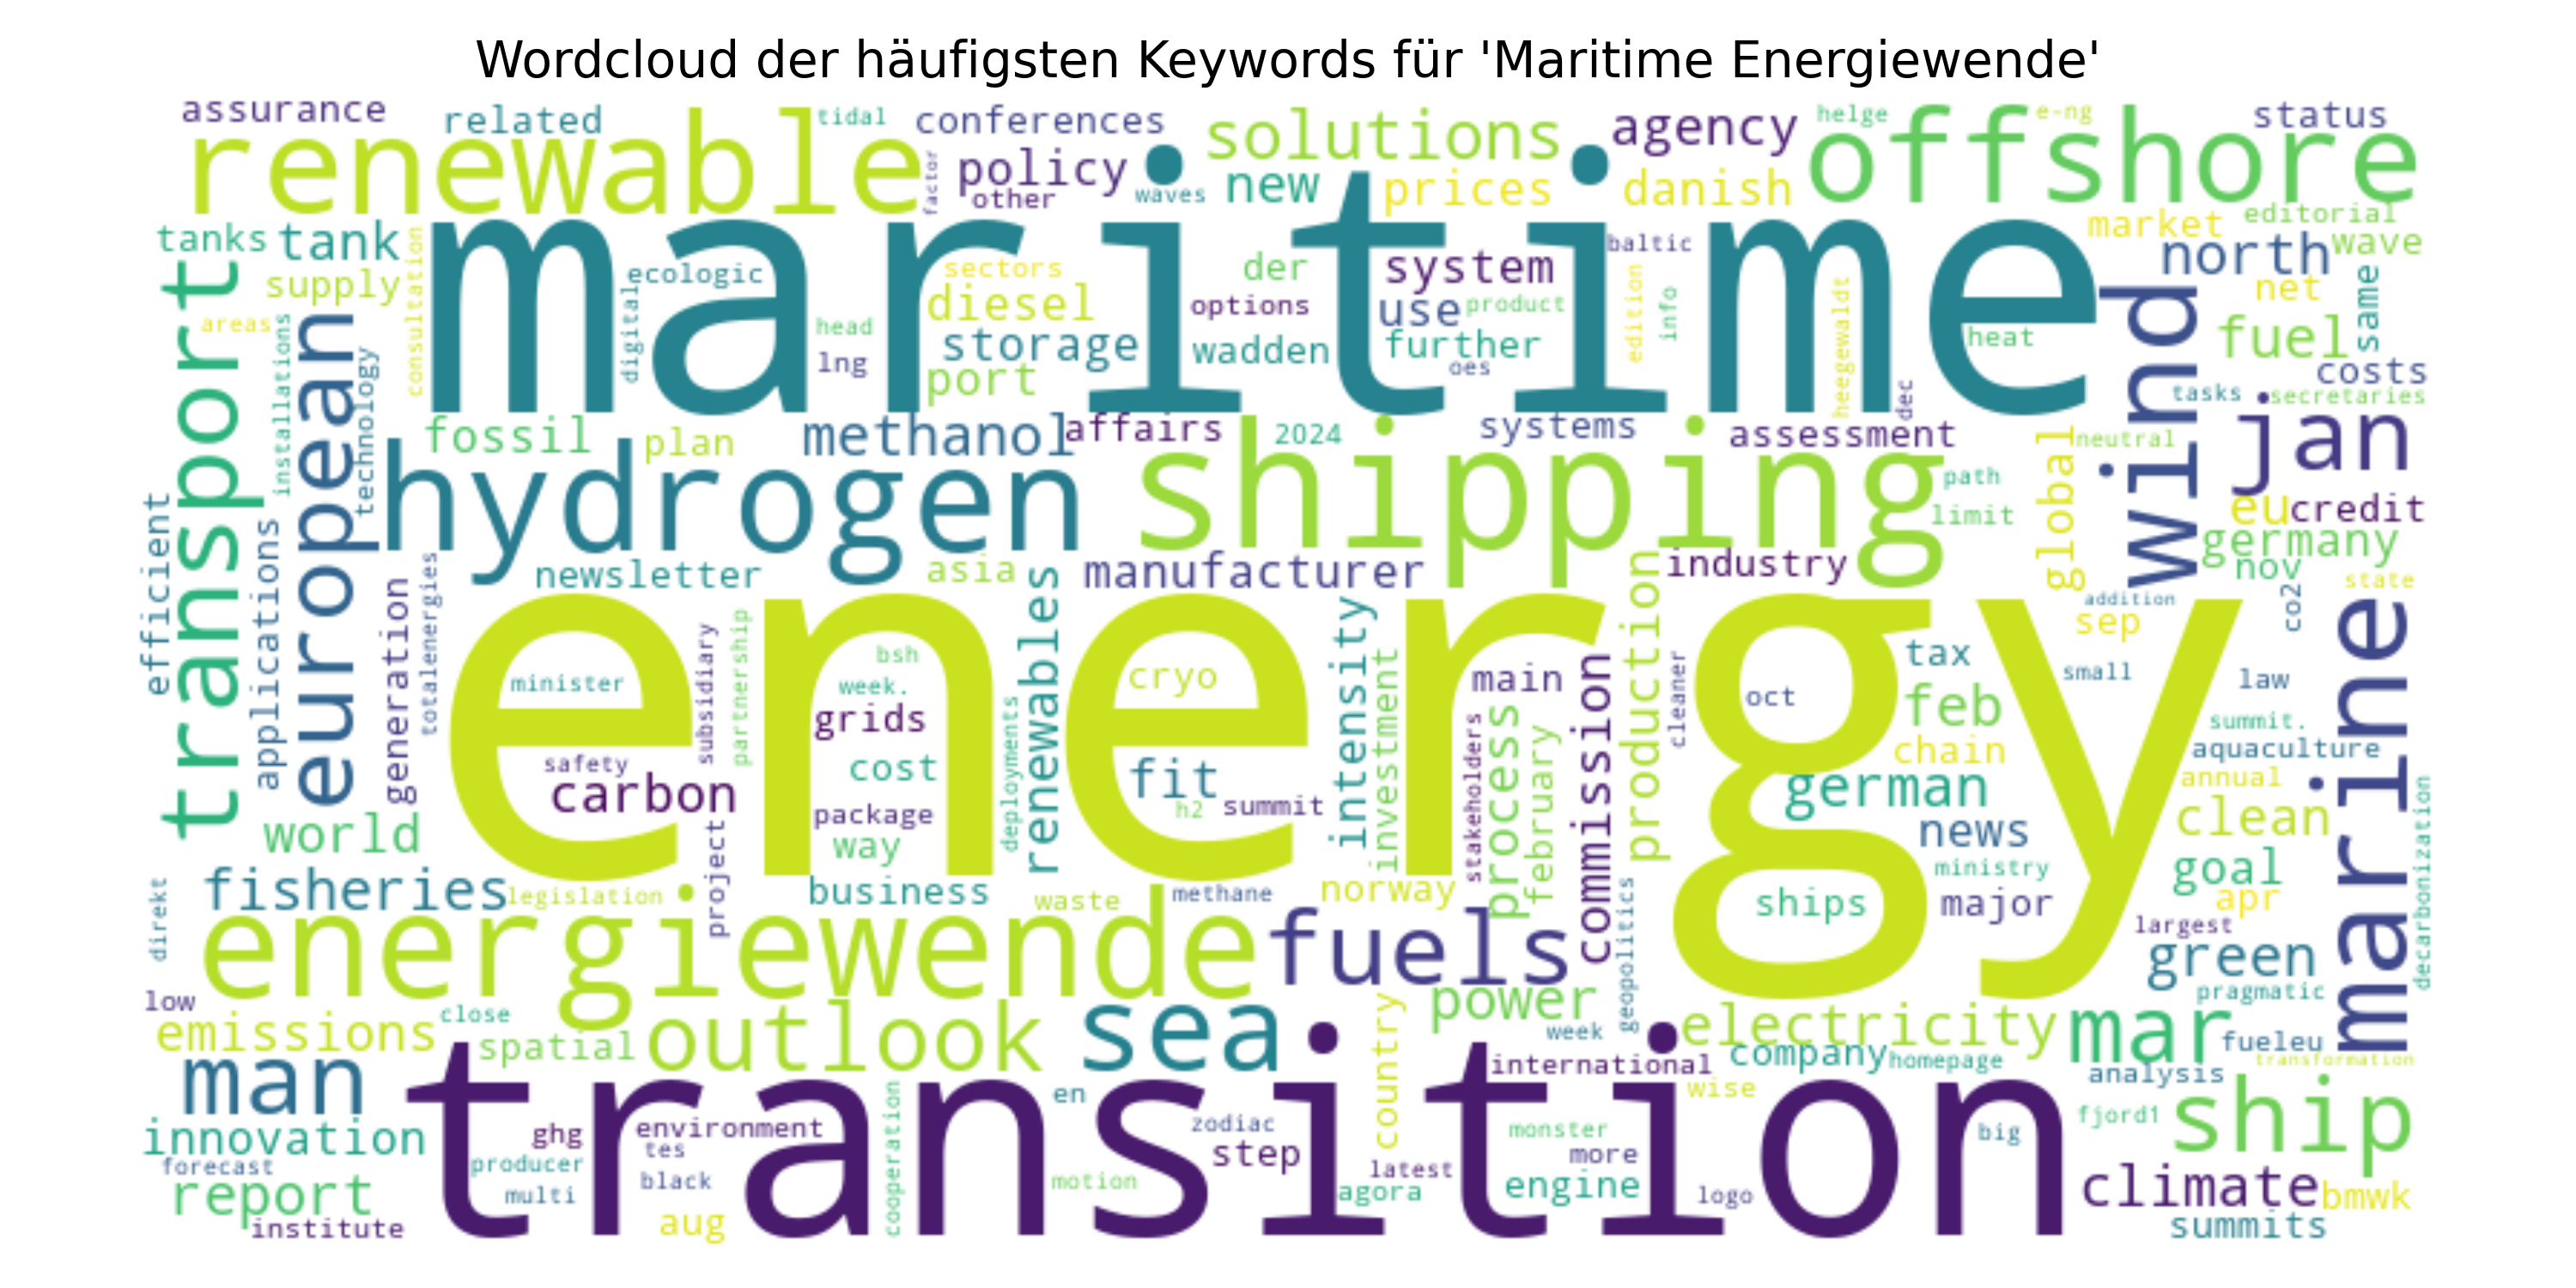 Wordcloud der häufigsten Keywords für 'Maritime Energiewende'
assurance
related
tidal
conferences
solutions
agency
helge
e-ng
status
renewable
factor
policy
other
waves
new
prices
danish
offshore
tanks
tank
supply
consultation
maritime
market
editorial
north
wave
transport
areas
european
installations
technology
digital
ecologic
sectors
diesel
der
options
system
use
product
baltic
edition
info
heegewaldt
heat
wind
net
same
fuel
costs
head
lng
storage
port
wadden
further
oes
dec
tasks
secretaries
fossil
plan
methanol
affairs
2024
systems
assessment
global
neutral
jan
hydrogen
shipping
path
limit
eu
credit
germany
nov
state
efficient
applications
generation
totalenergies
newsletter
asia
renewables
manufacturer
industry
production
addition
sep
co2
marine
energy
minister
subsidiary
partnership
bsh
week.
grids
cryo
intensity
investment
main
commission
cleaner
oct
tax
feb
small
law
summit.
safety
carbon
cost
package
way
deployments
fit
h2
summit
stakeholders
process
february
chain
german
news
aquaculture
annual
clean
decarbonization
world
project
ministry
goal
fisheries
legislation
business
waste
methane
norway
geopolitics
ships
major
apr
largest
direkt
energiewende
fuels
green
pragmatic
low
emissions
close
spatial
outlook
sea
country
power
week
electricity
mar
fueleu
transformation
man
transition
international
company
homepage
analysis
innovation
ghg
environment
cooperation
en
zodiac
wise
fjord1
ship
forecast
producer
tes
step
monster
more
big
report
multi
black
motion
latest
agora
engine
logo
climate
bmwk
institute
aug
summits